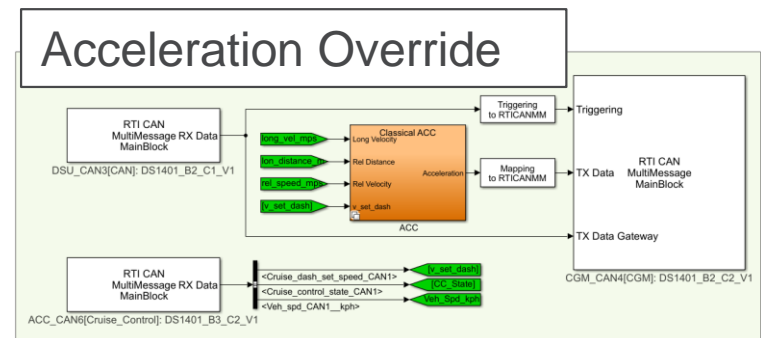 Acceleration Override
RTI CAN
MultiMessage RX Data
MainBlock
DSU_CAN3[CAN]: DS1401_B2_C1_V1
long_vel_mps
lon_distance_m
rel_speed_mps
[v_set_dash]
Classical ACC
Long Velocity
Rel Distance
Rel Velocity
v_set_dash
Acceleration
ACC
Triggering
to RTICANMM
Mapping
to RTICANMM
Triggering
TX Data
RTI CAN
MultiMessage
MainBlock
TX Data Gateway
CGM_CAN4[CGM]: DS1401_B2_C2_V1
RTI CAN
MultiMessage RX Data
MainBlock
ACC_CAN6[Cruise_Control]: DS1401_B3_C2_V1
<Cruise_dash_set_speed_CAN1>
<Cruise_control_state_CAN1>
<Veh_spd_CAN1__kph>
[v_set_dash]
[CC_State]
Veh_Spd_kph